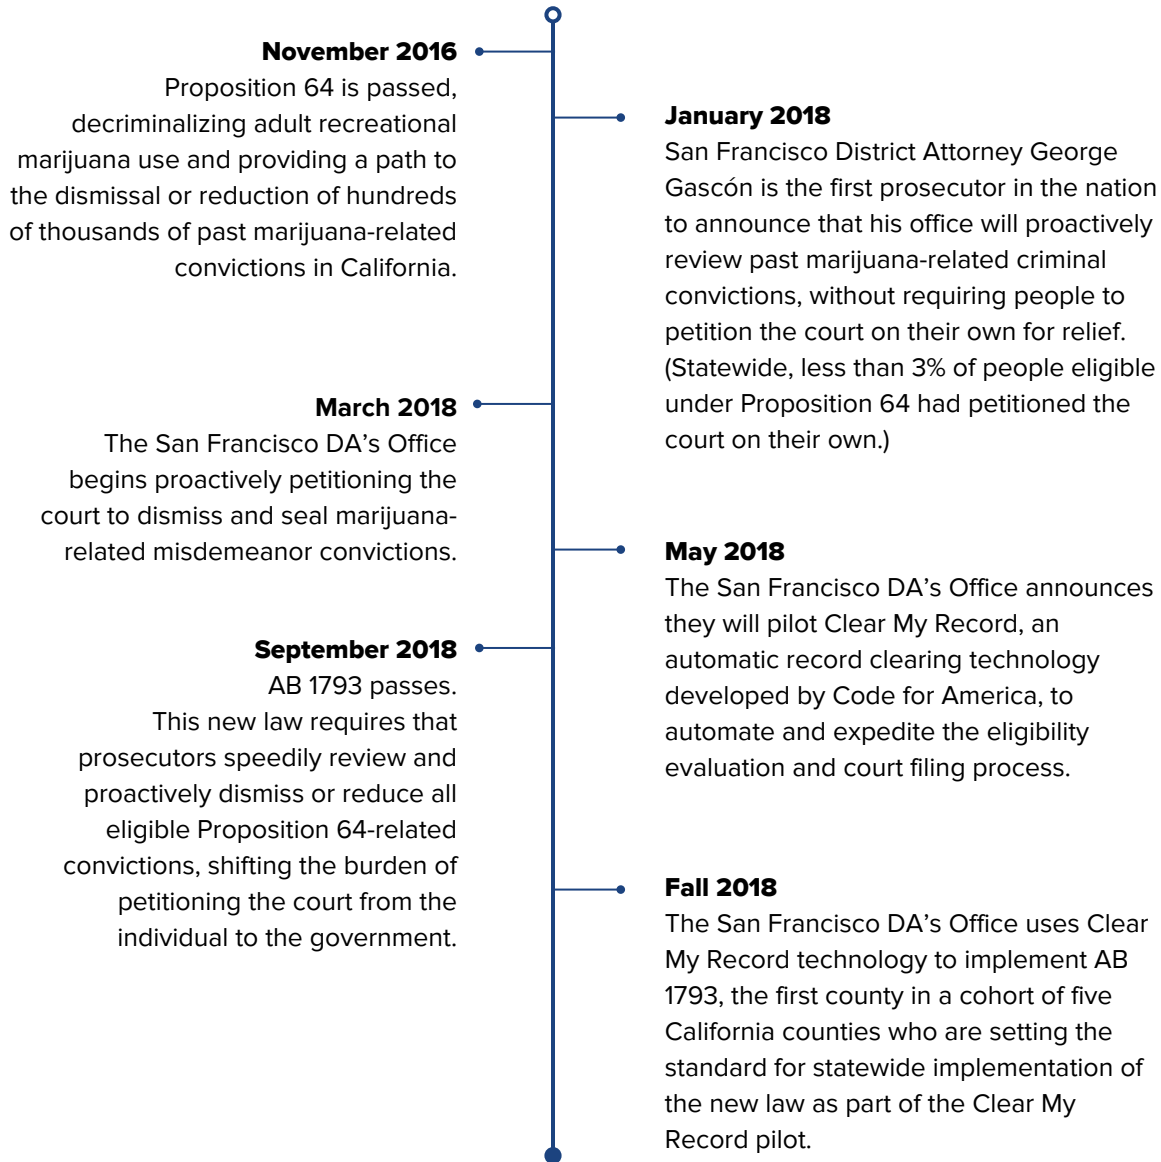 November 2016
Proposition 64 is passed,
decriminalizing adult recreational
marijuana use and providing a path to
the dismissal or reduction of hundreds
of thousands of past marijuana-related
convictions in California.
January 2018
San Francisco District Attorney George
Gascón is the first prosecutor in the nation
to announce that his office will proactively
review past marijuana-related criminal
convictions, without requiring people to
petition the court on their own for relief.
(Statewide, less than 3% of people eligible
under Proposition 64 had petitioned the
court on their own.)
March 2018
The San Francisco DA’s Office
begins proactively petitioning the
court to dismiss and seal marijuana-
related misdemeanor convictions.
May 2018
The San Francisco DA’s Office announces
they will pilot Clear My Record, an
automatic record clearing technology
developed by Code for America, to
automate and expedite the eligibility
evaluation and court filing process.
September 2018
AB 1793 passes.
This new law requires that
prosecutors speedily review and
proactively dismiss or reduce all
eligible Proposition 64-related
convictions, shifting the burden of
petitioning the court from the
individual to the government.
Fall 2018
The San Francisco DA’s Office uses Clear
My Record technology to implement AB
1793, the first county in a cohort of five
California counties who are setting the
standard for statewide implementation of
the new law as part of the Clear My
Record pilot.